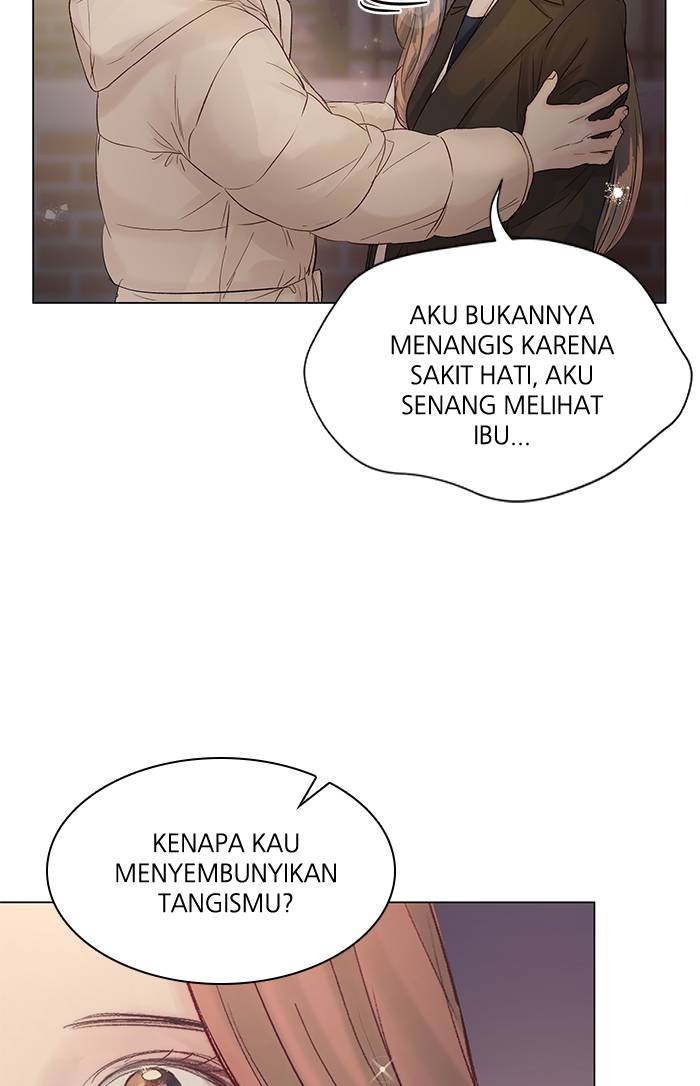 AKU BUKANNYA
MENANGIS KARENA
SAKIT HATI, AKU
SENANG MELIHAT
IBU...
KENAPA KAU
MENYEMBUNYIKAN
TANGISMU?